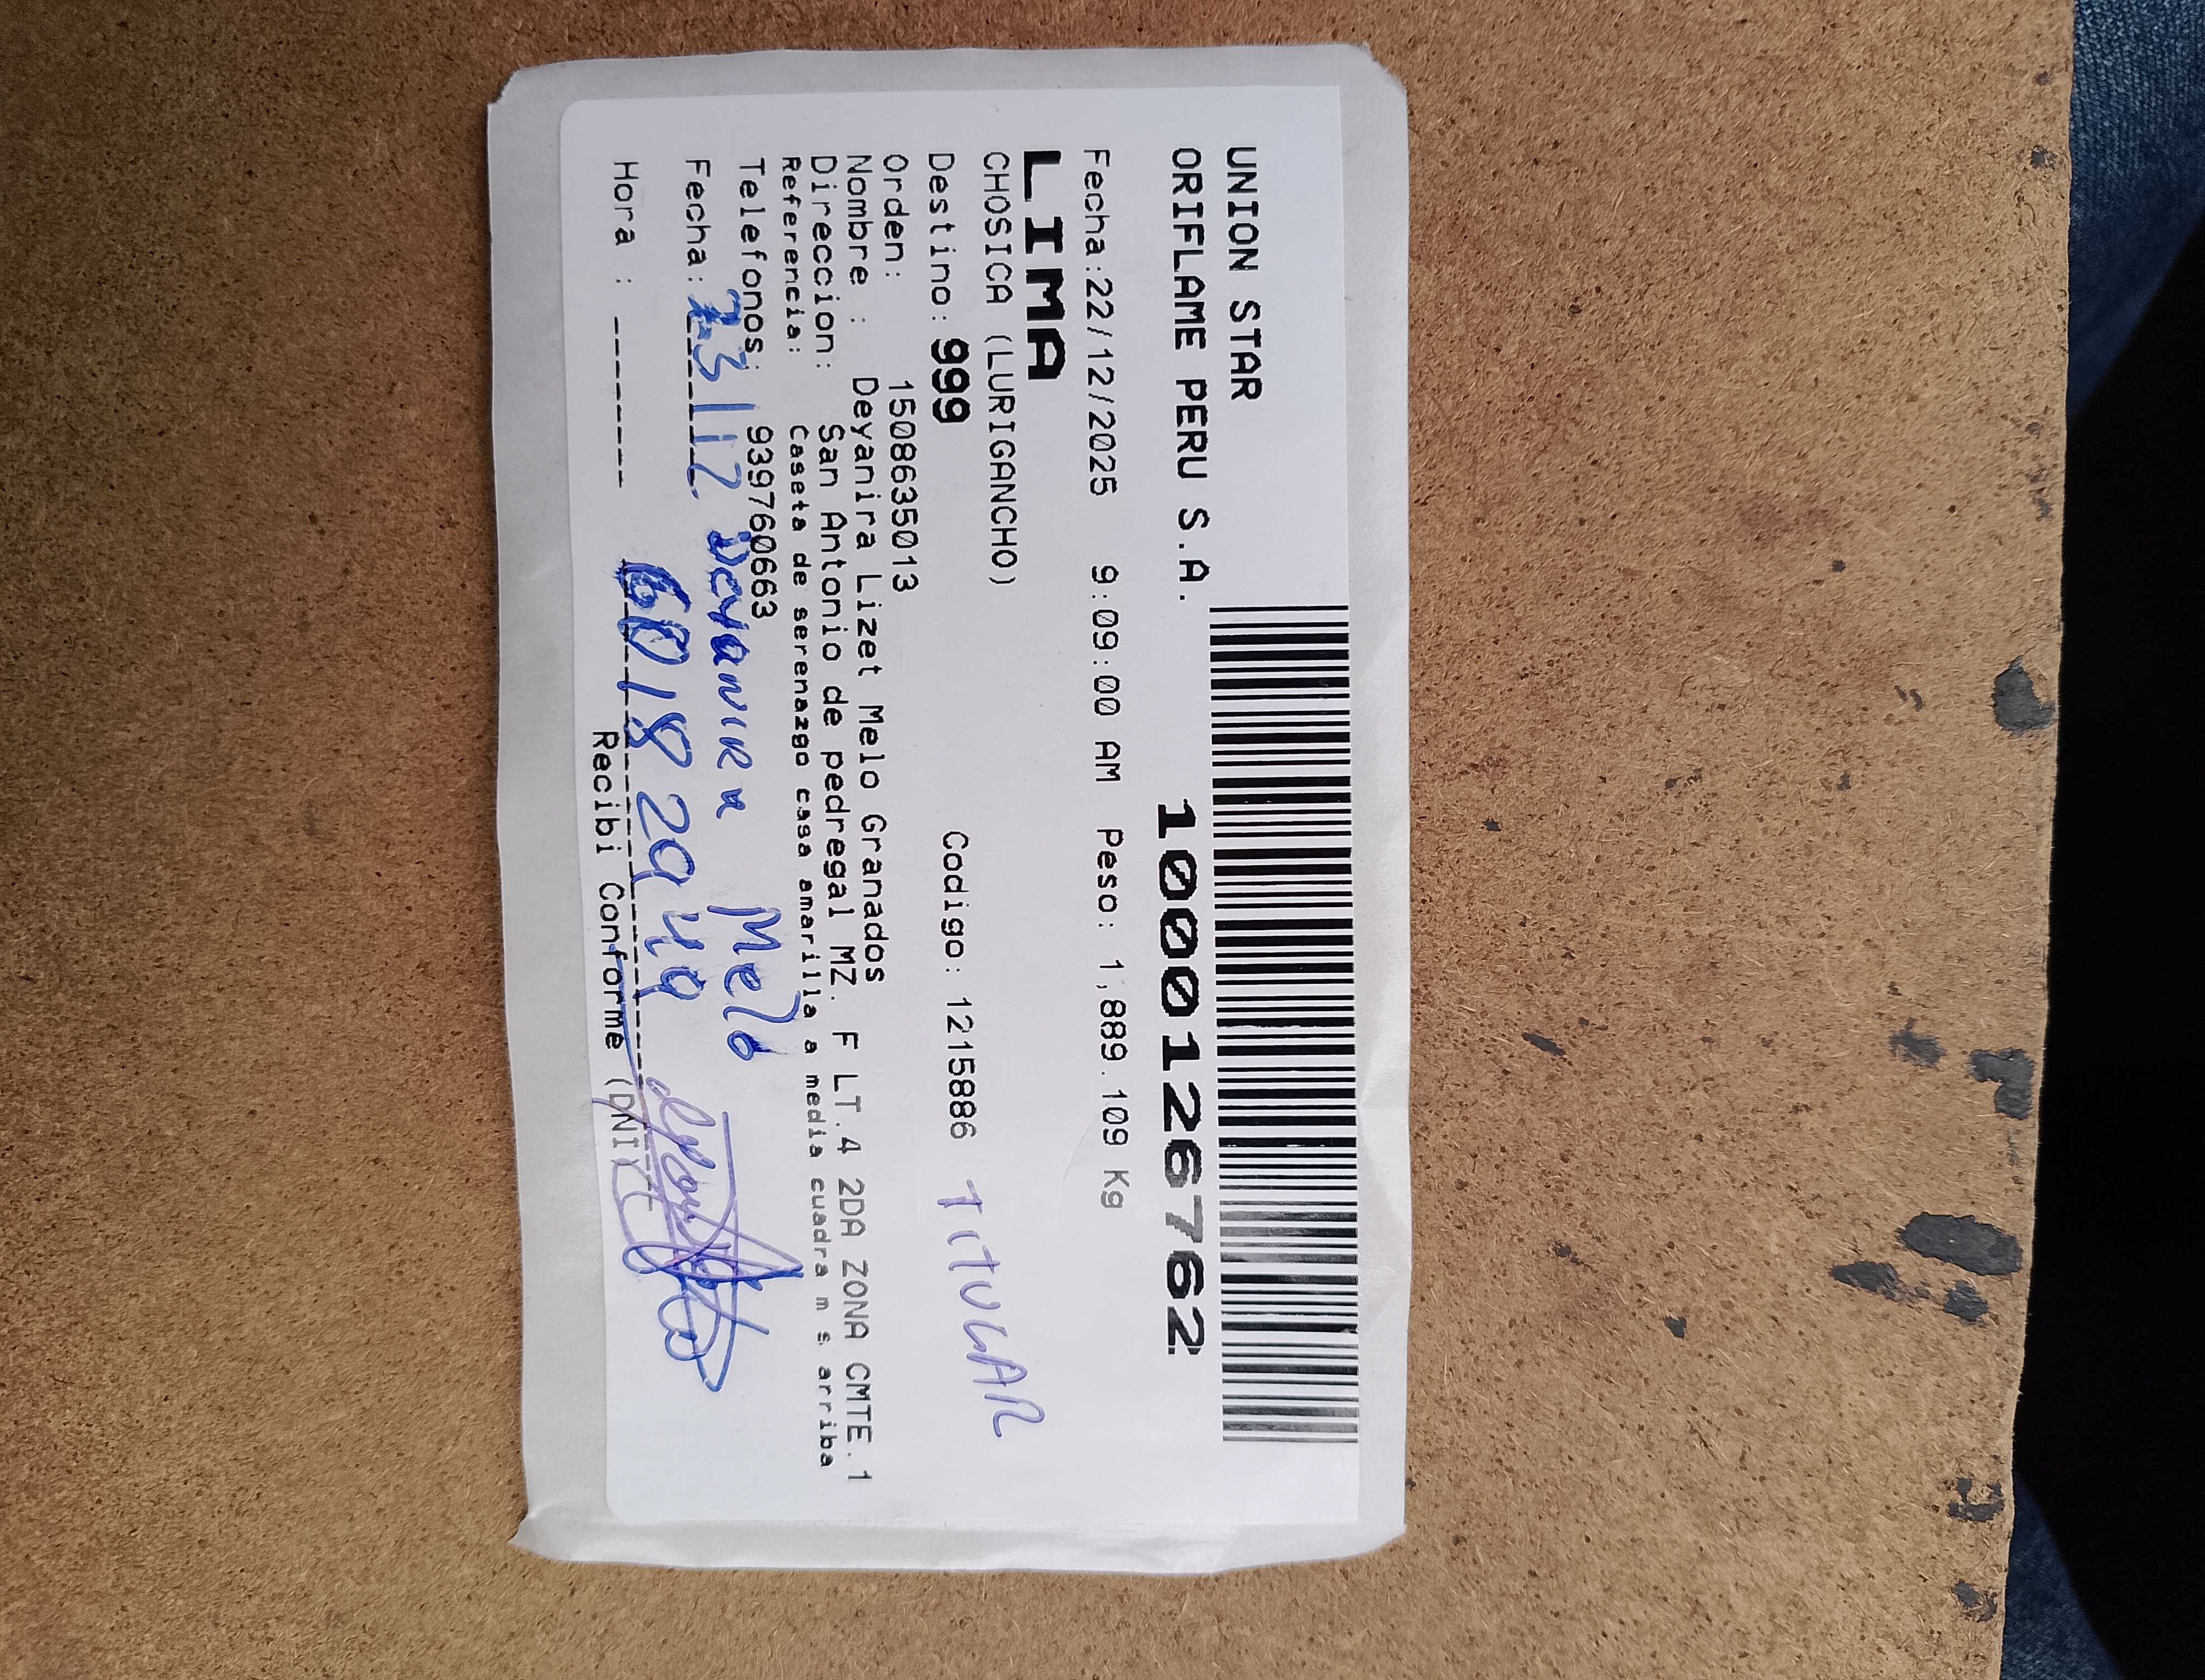 UNION STAR
ORIFLAME PERU S.A.
1000126762
Fecha:22/12/2025 9:09:00 AM Peso: 1,889.109 Kg
LIMA
CHOSICA (LURIGANCHO)
Destino: 999 Codigo: 1215886 TITULAR
Orden: 1508635013
Nombre : Deyanira Lizet Melo Granados
Direccion: San Antonio de pedregal MZ. F LT.4 2DA ZONA CMTE.1
Referencia: Caseta de serenazgo casa amarilla a media cuadra m s arriba
Telefonos: 939760663
Fecha: 23/12 Deyanira Melo
Hora : ------- 60182949
Recibi Conforme (DNI)